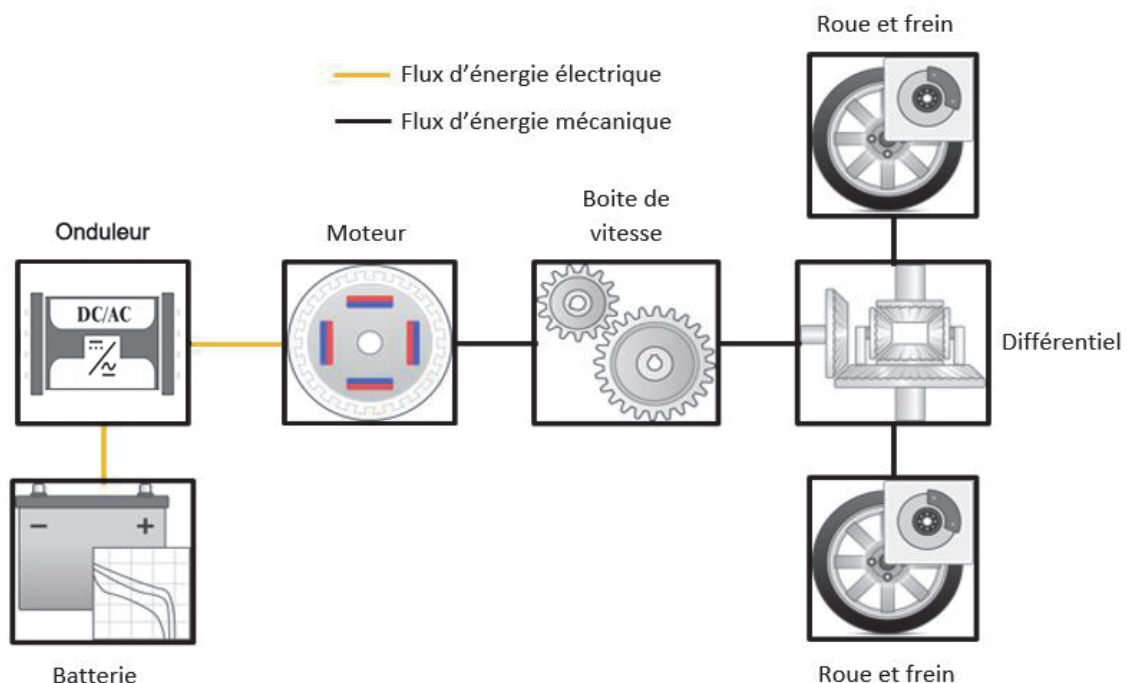 Roue et frein
Flux d'énergie électrique
Flux d'énergie mécanique
Boite de
vitesse
Onduleur
Moteur
DC/AC
Différentiel
- +
Batterie
Roue et frein